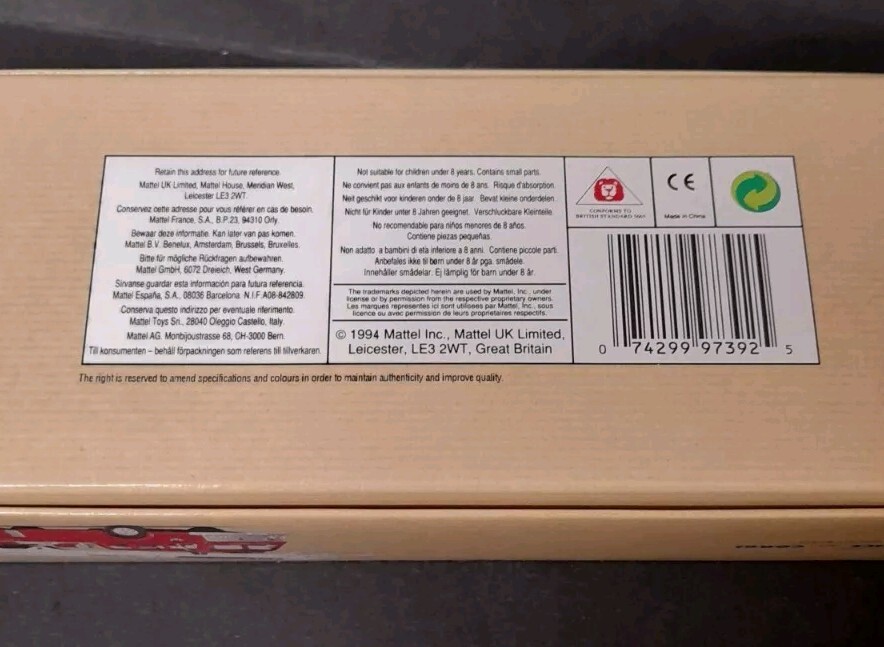 Retain this address for future reference.
Mattel UK Limited, Mattel House, Meridian West,
Leicester LE3 2WT.
Conservez cette adresse pour vous référer en cas de besoin.
Mattel France, S.A., B.P. 23, 94310 Orly.
Bewaar deze informatie. Kan later van pas komen.
Mattel B.V. Benelux, Amsterdam, Brussels, Bruxelles.
Bitte für mögliche Rückfragen aufbewahren.
Mattel GmbH, 6072 Dreieich, West Germany.
Sirvanse guardar esta información para futura referencia.
Mattel España, S.A., 08036 Barcelona. N.I.F. A08-842809.
Conserva questo indirizzo per eventuale riferimento.
Mattel Toys Srl., 28040 Oleggio Castello, Italy.
Mattel AG. Monbijoustrasse 68, CH-3000 Bern.
Till konsumenten – behåll förpackningen som referens till tillverkaren.
Not suitable for children under 8 years. Contains small parts.
Ne convient pas aux enfants de moins de 8 ans. Risque d'absorption.
Niet geschikt voor kinderen onder de 8 jaar. Bevat kleine onderdelen.
Nicht für Kinder unter 8 Jahren geeignet. Verschluckbare Kleinteile.
No recomendable para niños menores de 8 años.
Contiene piezas pequeñas.
Non adatto a bambini di età inferiore a 8 anni. Contiene piccole parti.
Anbefales ikke til børn under 8 år pga. smådele.
Innehåller smådelar. Ej lämplig för barn under 8 år.
The trademarks depicted herein are used by Mattel, Inc., under
license or by permission from the respective proprietary owners.
Les marques representées ici sont utilisées par Mattel, Inc., sous
licence ou avec permission de leurs proprietaires respectifs.
© 1994 Mattel Inc., Mattel UK Limited,
Leicester, LE3 2WT, Great Britain
CONFORMS TO
BRITISH STANDARD
CE
Made in China
0 74299 97392 5
The right is reserved to amend specifications and colours in order to maintain authenticity and improve quality.